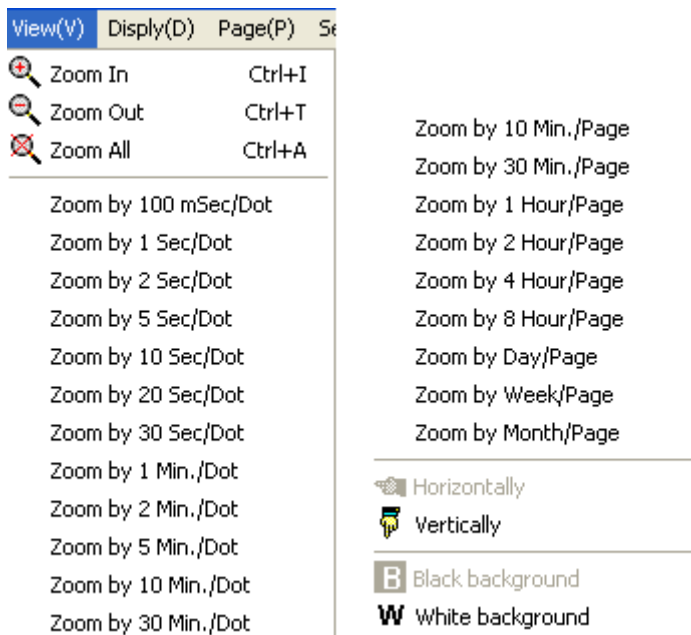 View(V) Disply(D) Page(P) Se
Zoom In Ctrl+I
Zoom Out Ctrl+T
Zoom All Ctrl+A
Zoom by 100 mSec/Dot
Zoom by 1 Sec/Dot
Zoom by 2 Sec/Dot
Zoom by 5 Sec/Dot
Zoom by 10 Sec/Dot
Zoom by 20 Sec/Dot
Zoom by 30 Sec/Dot
Zoom by 1 Min./Dot
Zoom by 2 Min./Dot
Zoom by 5 Min./Dot
Zoom by 10 Min./Dot
Zoom by 30 Min./Dot
Zoom by 10 Min./Page
Zoom by 30 Min./Page
Zoom by 1 Hour/Page
Zoom by 2 Hour/Page
Zoom by 4 Hour/Page
Zoom by 8 Hour/Page
Zoom by Day/Page
Zoom by Week/Page
Zoom by Month/Page
Horizontally
Vertically
B Black background
W White background